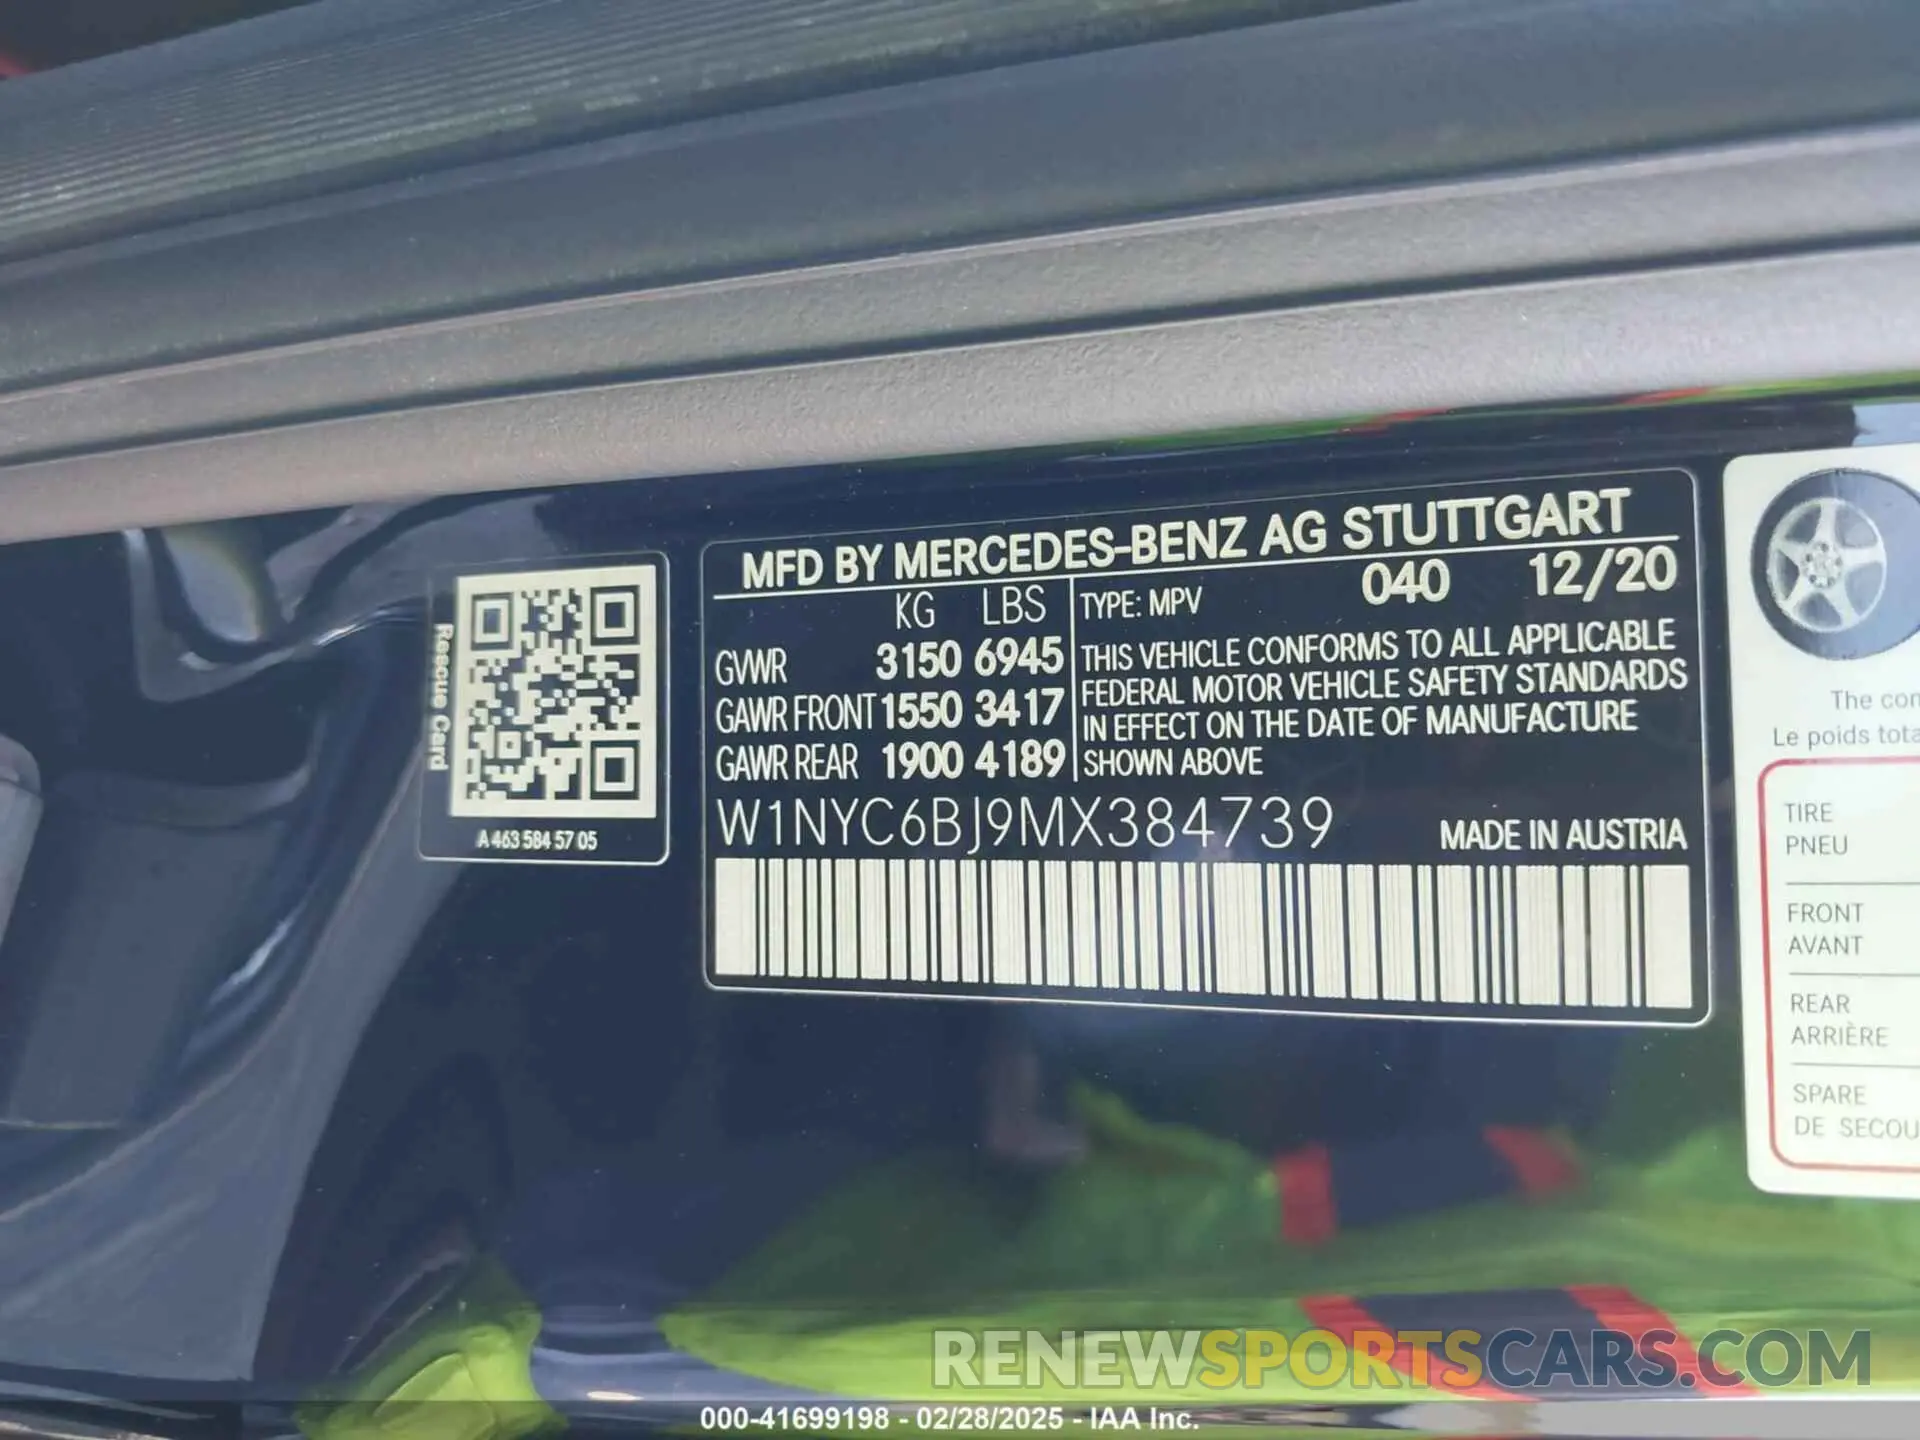 MFD BY MERCEDES-BENZ AG STUTTGART
KG LBS
TYPE: MPV 040 12/20
GVWR 3150 6945
GAWR FRONT 1550 3417
GAWR REAR 1900 4189
THIS VEHICLE CONFORMS TO ALL APPLICABLE
FEDERAL MOTOR VEHICLE SAFETY STANDARDS
IN EFFECT ON THE DATE OF MANUFACTURE
SHOWN ABOVE
W1NYC6BJ9MX384739
MADE IN AUSTRIA
Rescue Card
A 463 584 57 05
The con
Le poids tota
TIRE
PNEU
FRONT
AVANT
REAR
ARRIÈRE
SPARE
DE SECOU
RENEWSPORTSCARS.COM
000-41699198 - 02/28/2025 - IAA Inc.